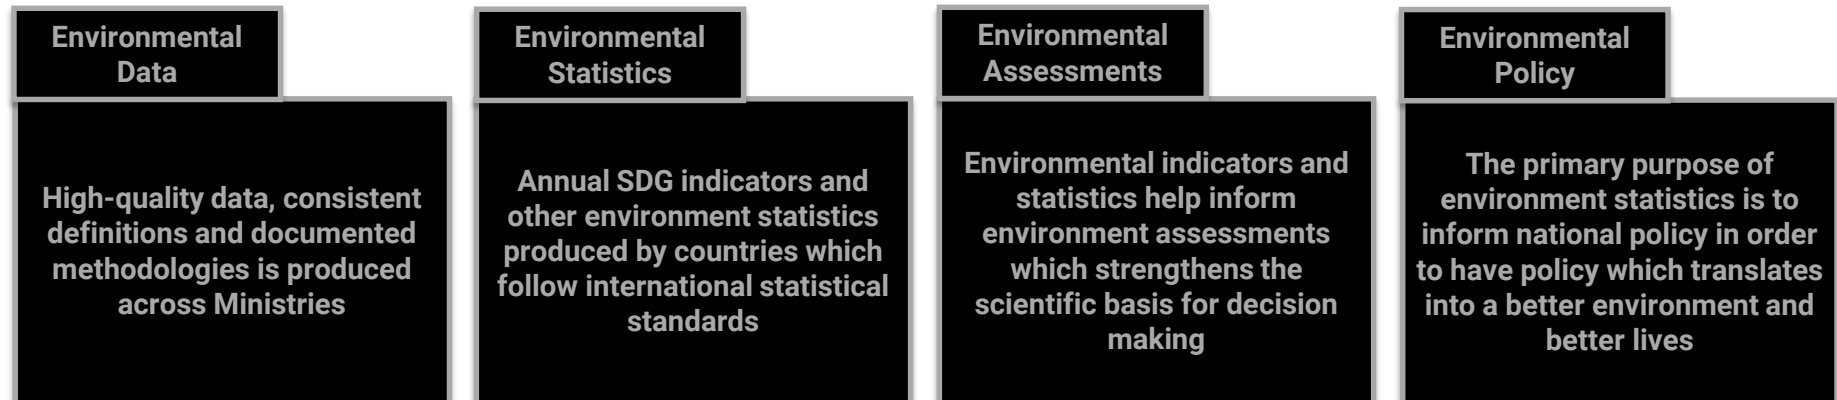 Environmental
Data
High-quality data, consistent
definitions and documented
methodologies is produced
across Ministries
Environmental
Statistics
Annual SDG indicators and
other environment statistics
produced by countries which
follow international statistical
standards
Environmental
Assessments
Environmental indicators and
statistics help inform
environment assessments
which strengthens the
scientific basis for decision
making
Environmental
Policy
The primary purpose of
environment statistics is to
inform national policy in order
to have policy which translates
into a better environment and
better lives